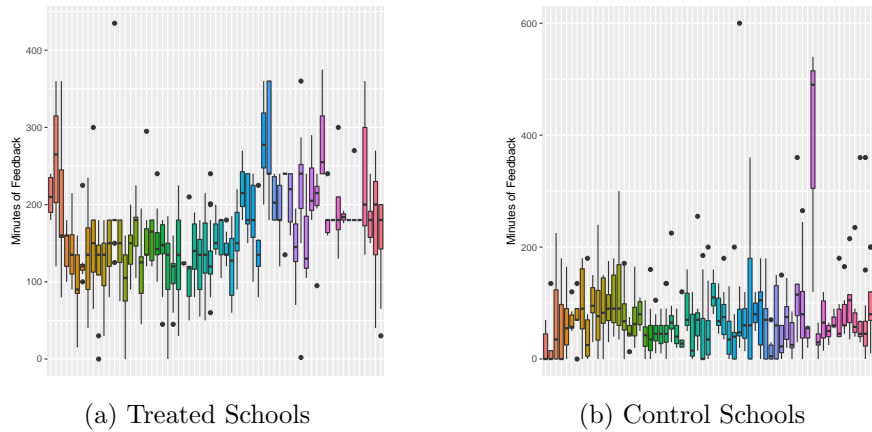 400
300
200
100
0
Minutes of Feedback
(a) Treated Schools
600
400
200
0
Minutes of Feedback
(b) Control Schools